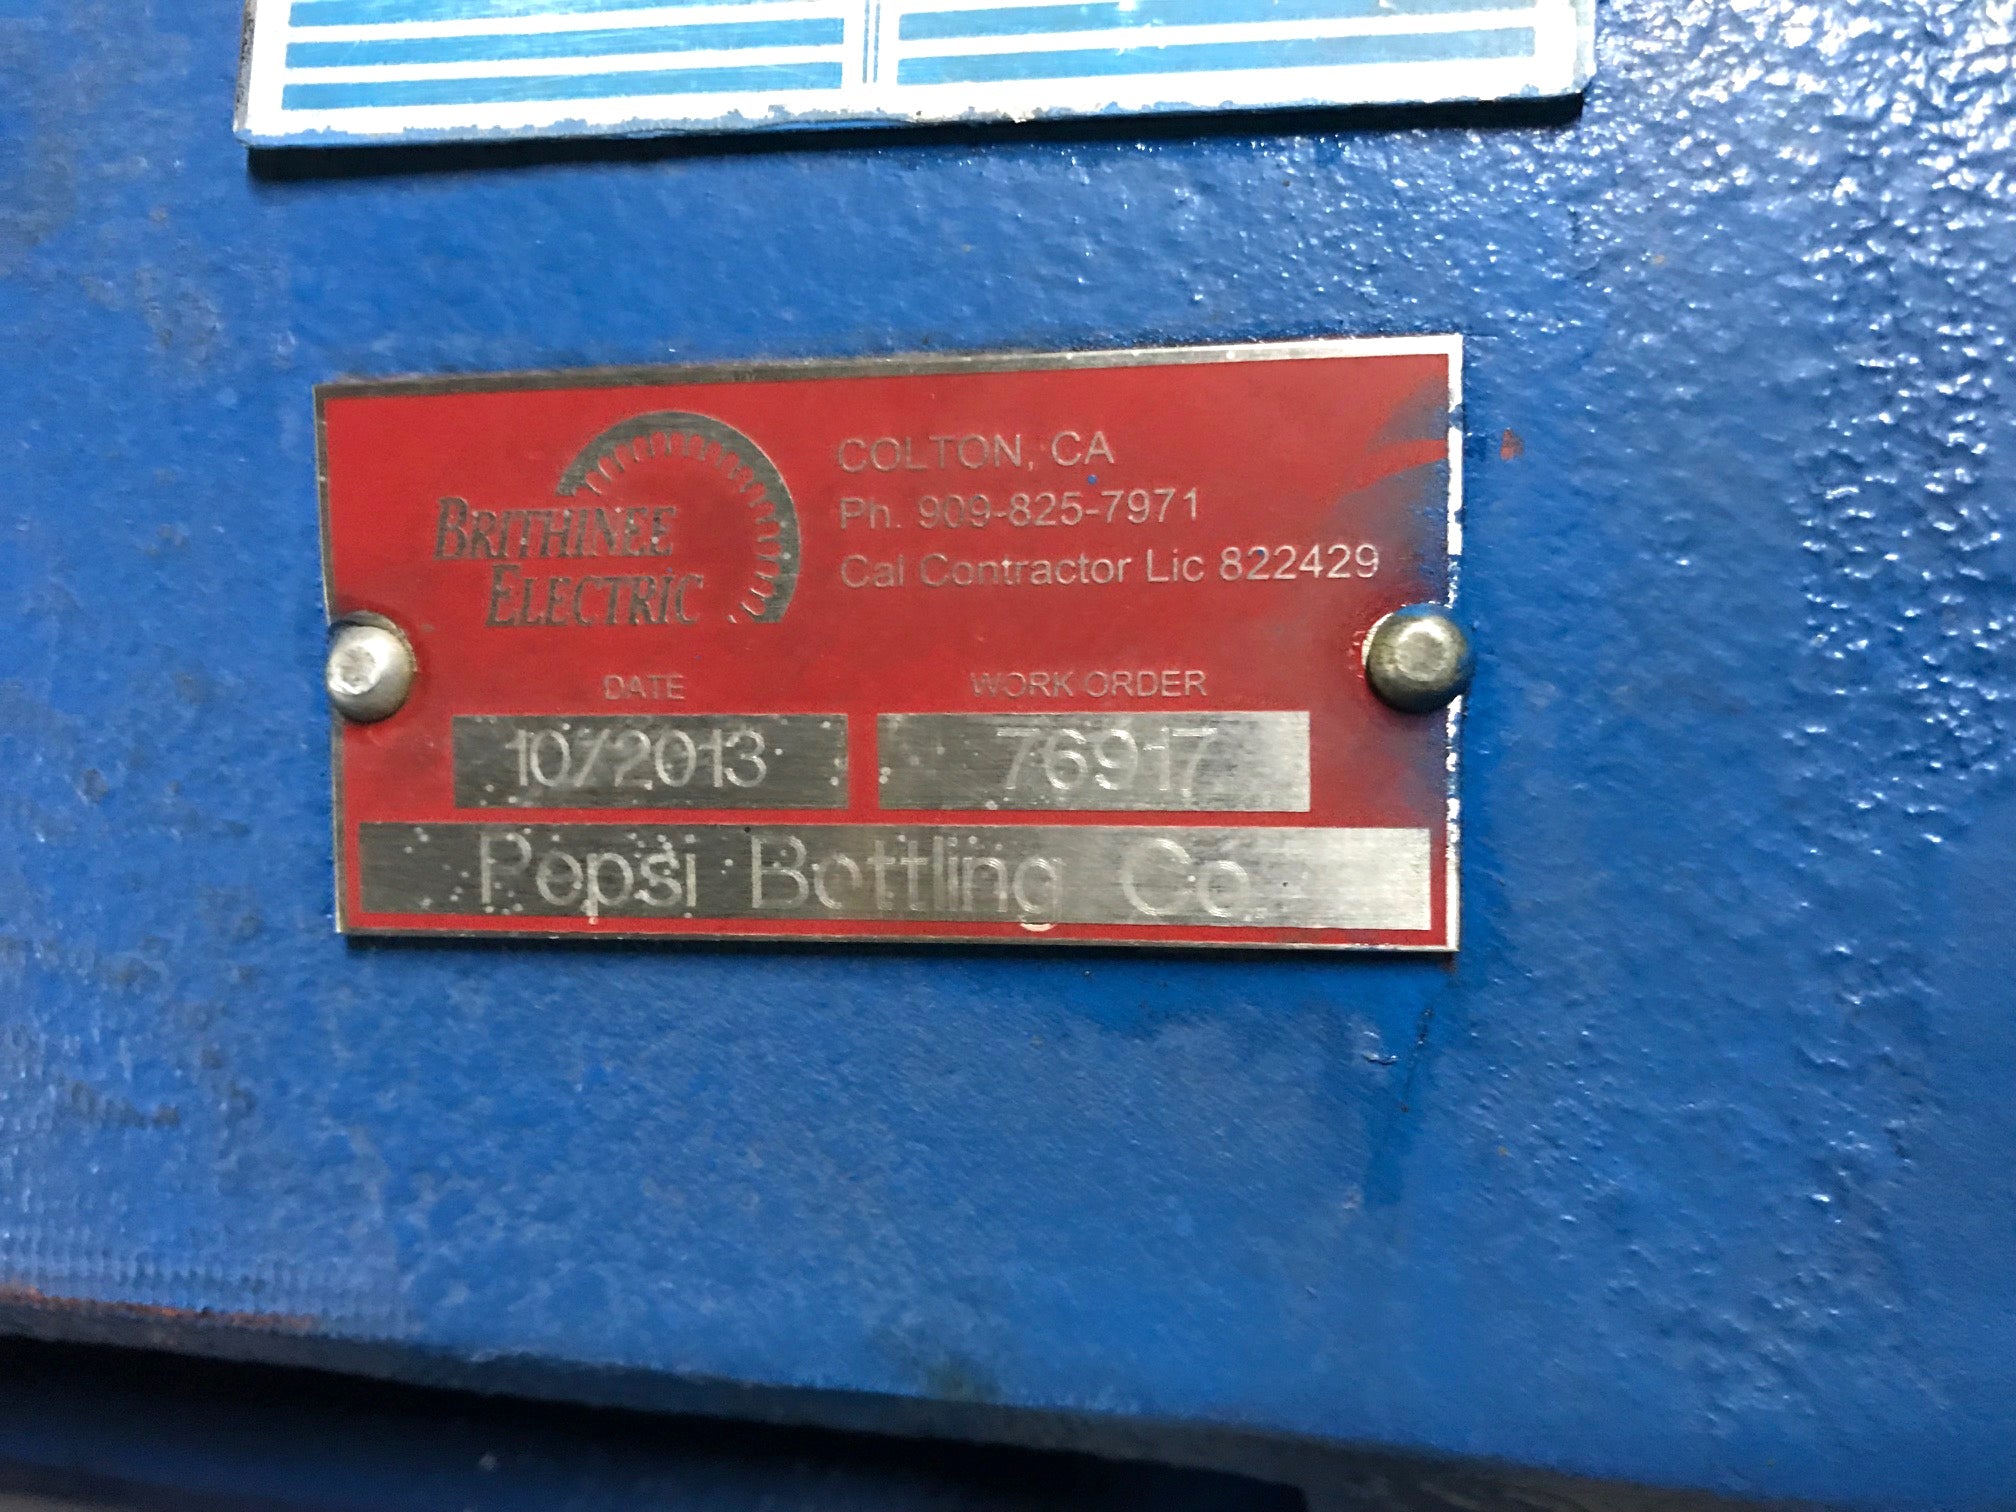 BRITHINEE
ELECTRIC
COLTON, CA
Ph. 909-825-7971
Cal Contractor Lic 822429
DATE
WORK ORDER
10/2013
76917
Pepsi Bottling Co